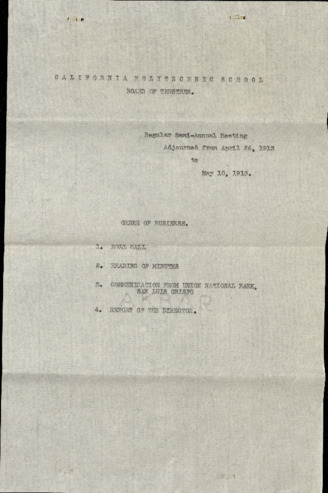 CALIFORNIA POLYTECHNIC SCHOOL
BOARD OF TRUSTEES.
Regular Semi-Annual Meeting
Adjourned from April 26, 1913
to
May 10, 1913.
ORDER OF BUSINESS.
1. ROLL CALL
2. READING OF MINUTES
3. COMMUNICATION FROM UNION NATIONAL BANK,
SAN LUIS OBISPO
4. REPORT OF THE DIRECTOR.